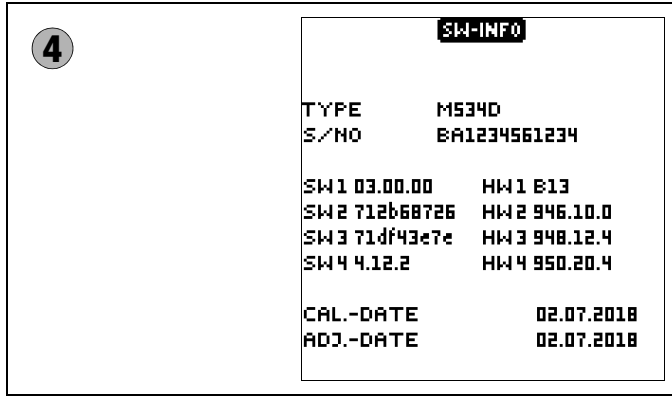 4
SW-INFO
TYPE M534D
S/NO BA1234561234
SW1 03.00.00 HW1 B13
SW2 712b68726 HW2 946.10.0
SW3 71df43e7e HW3 948.12.4
SW4 4.12.2 HW4 950.20.4
CAL.-DATE 02.07.2018
ADJ.-DATE 02.07.2018